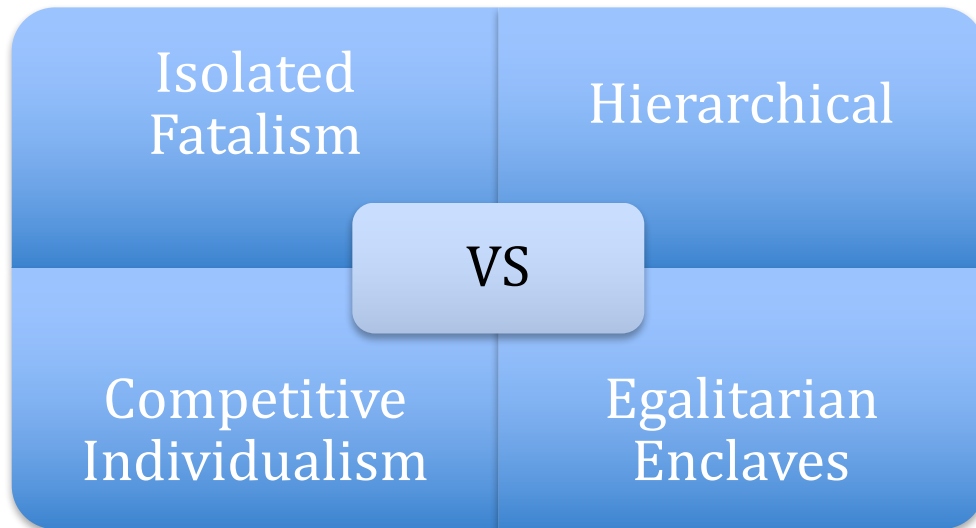 Isolated
Fatalism
Hierarchical
VS
Competitive
Individualism
Egalitarian
Enclaves